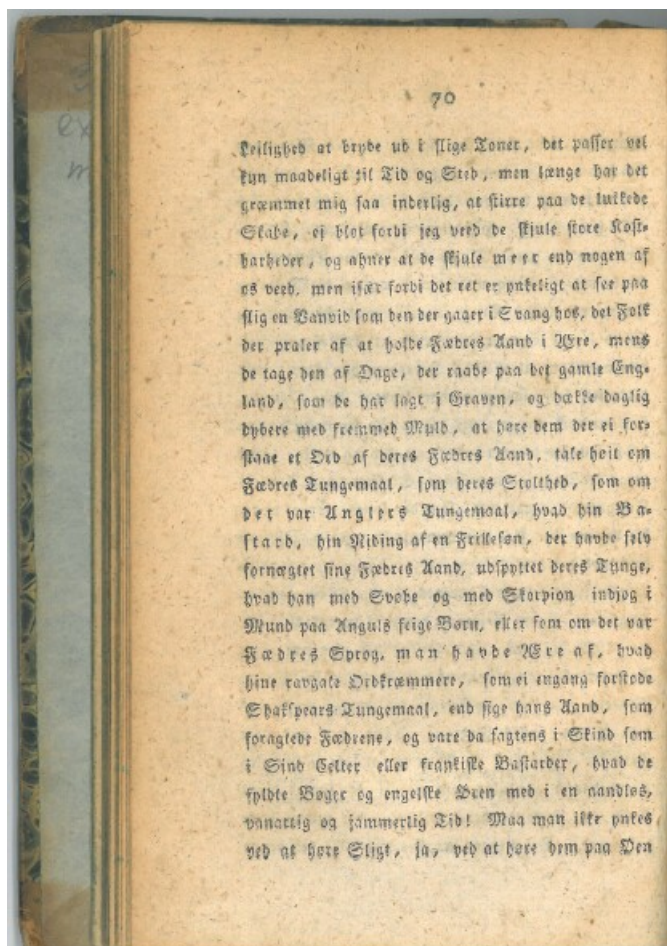 70
Leilighed at bryde ud i slige Toner, det passer vel
kun maadeligt til Tid og Sted, men længe har det
græmmet mig saa inderlig, at stirre paa de lukkede
Skabe, ej blot fordi jeg veed de skjule store Kost-
barheder, og ahner at de skjule meer end nogen af
os veed, men især fordi det ret er ynkeligt at see paa
slig en Vanvid som den der gager i Svang hos, det Folk
der praler af at holde Fædres Aand i Ære, mens
de tage den af Dage, der raabe paa det gamle Eng-
land, som de har lagt i Graven, og dække daglig
dybere med fremmed Muld, at høre dem der ei for-
staae et Ord af deres Fædres Aand, tale høit om
Fædres Tungemaal, som deres Stolthed, som om
det var Anglers Tungemaal, hvad hin Ba-
stard, hin Niding af en Frillesøn, der havde selv
fornægtet sine Fædres Aand, udspyttet deres Tunge,
hvad han med Svøbe og med Skorpion indjog i
Mund paa Anguls feige Børn, eller som om det var
Fædres Sprog, man havde Ære af, hvad
hine ravgale Ordkræmmere, som ei engang forstode
Shakspears Tungemaal, end sige hans Aand, som
foragtede Fædrene, og vare da sagtens i Skind som
i Sind Celter eller frankiske Bastarder, hvad de
fyldte Bøger og engelske Øren med i en aandløs,
vanartig og jammerlig Tid! Maa man ikke ynkes
ved at høre Sligt, ja, ved at høre dem paa Den